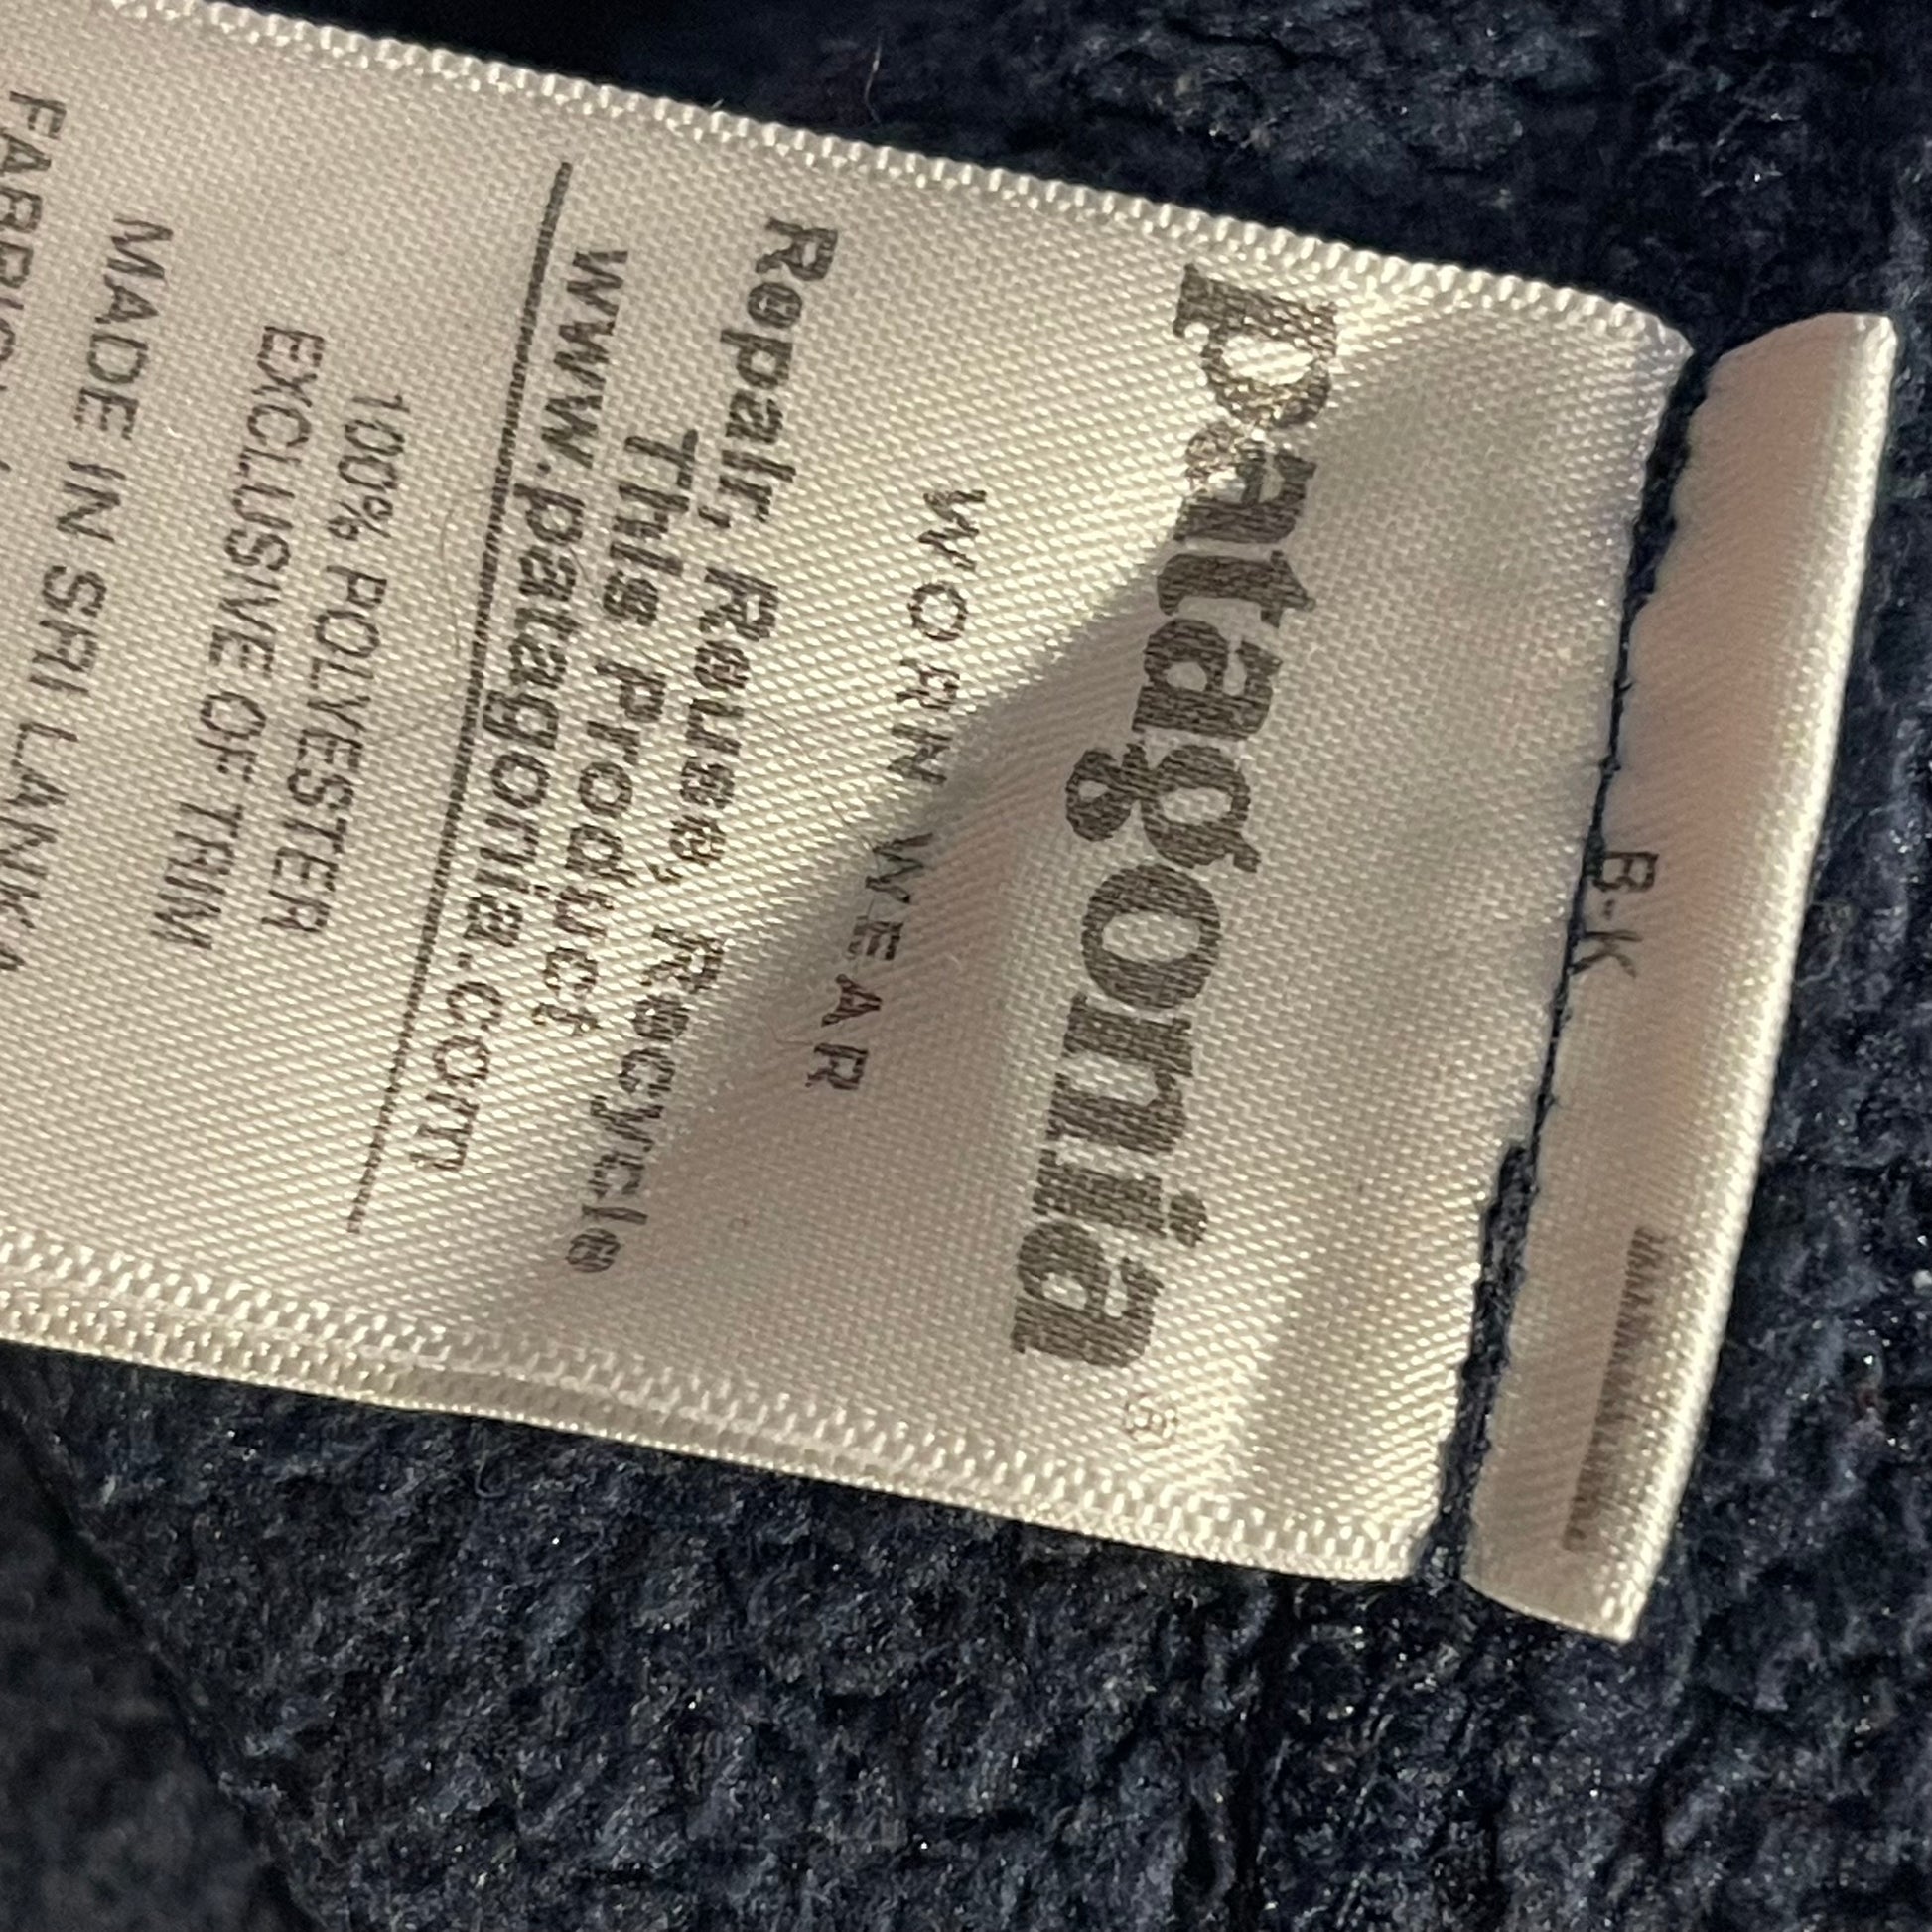 B-K
patagonia®
WORN WEAR
Repair, Reuse, Recycle
This Product
www.patagonia.com
100% POLYESTER
EXCLUSIVE OF TRIM
MADE IN SRI LANKA